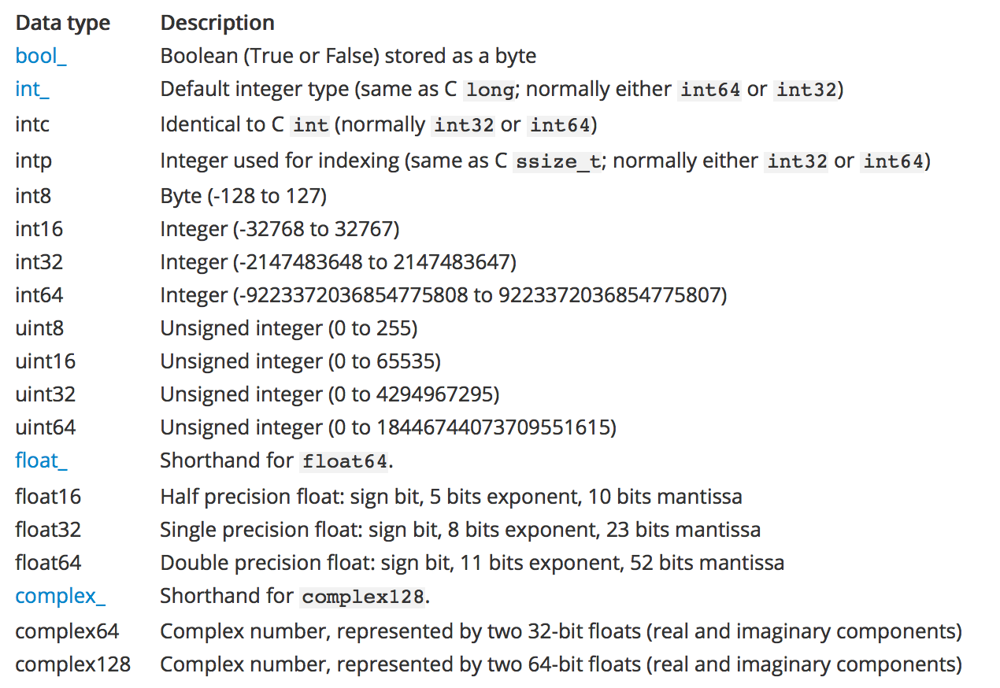 Data type Description
bool_ Boolean (True or False) stored as a byte
int_ Default integer type (same as C long; normally either int64 or int32)
intc Identical to C int (normally int32 or int64)
intp Integer used for indexing (same as C ssize_t; normally either int32 or int64)
int8 Byte (-128 to 127)
int16 Integer (-32768 to 32767)
int32 Integer (-2147483648 to 2147483647)
int64 Integer (-9223372036854775808 to 9223372036854775807)
uint8 Unsigned integer (0 to 255)
uint16 Unsigned integer (0 to 65535)
uint32 Unsigned integer (0 to 4294967295)
uint64 Unsigned integer (0 to 18446744073709551615)
float_ Shorthand for float64.
float16 Half precision float: sign bit, 5 bits exponent, 10 bits mantissa
float32 Single precision float: sign bit, 8 bits exponent, 23 bits mantissa
float64 Double precision float: sign bit, 11 bits exponent, 52 bits mantissa
complex_ Shorthand for complex128.
complex64 Complex number, represented by two 32-bit floats (real and imaginary components)
complex128 Complex number, represented by two 64-bit floats (real and imaginary components)